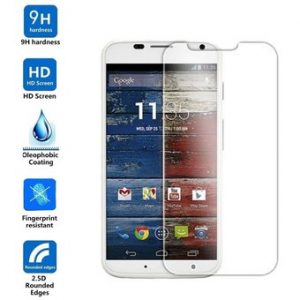 9H
hardness
9H hardness
HD
HD Screen
HD Screen
Oleophobic
Coating
Fingerprint
resistant
Rounded edges
2.5D
Rounded
Edges
Google
11:35